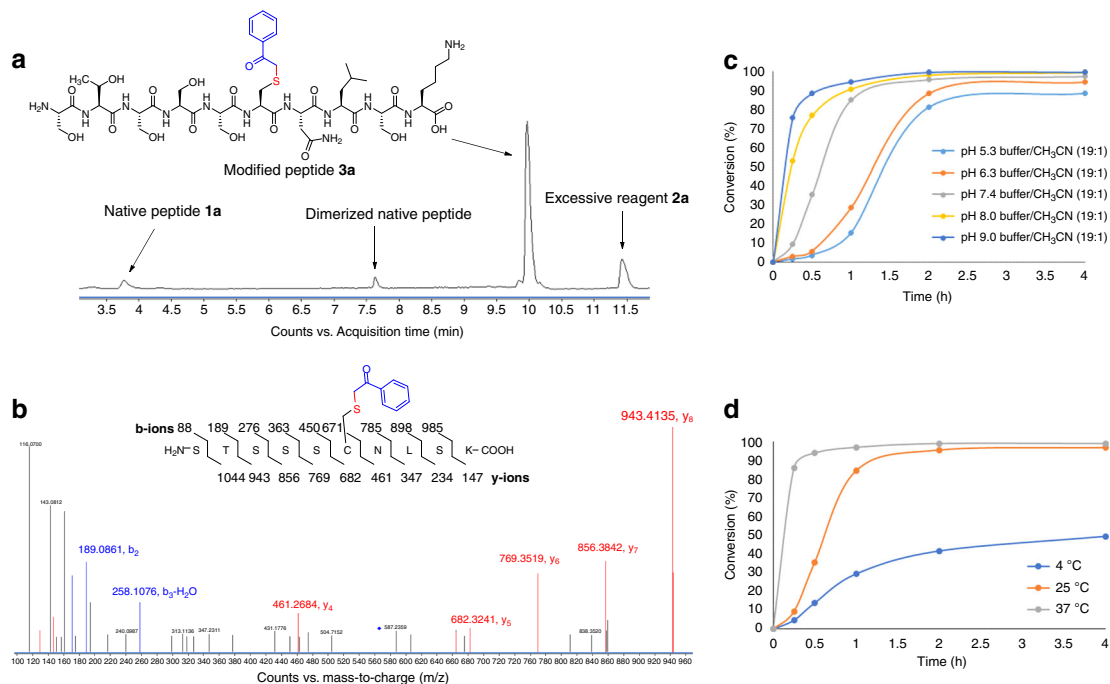 a
O
S
NH₂
H₃C
OH
HO
OH
O
O
O
O
O
H₂N
N
H
OH
NH₂
Modified peptide 3a
Native peptide 1a
Dimerized native peptide
Excessive reagent 2a
3.5 4 4.5 5 5.5 6 6.5 7 7.5 8 8.5 9 9.5 10 10.5 11 11.5
Counts vs. Acquisition time (min)
b
O
S
b-ions 88 189 276 363 450 671 785 898 985
H₂N–S T S S S C N L S K–COOH
1044 943 856 769 682 461 347 234 147 y-ions
943.4135, y₈
116.0700
143.0812
189.0861, b₂
258.1076, b₃-H₂O
240.0987
313.1136
347.2311
431.1776
461.2684, y₄
504.7152
587.2359
682.3241, y₅
769.3519, y₆
856.3842, y₇
838.3520
100 120 140 160 180 200 220 240 260 280 300 320 340 360 380 400 420 440 460 480 500 520 540 560 580 600 620 640 660 680 700 720 740 760 780 800 820 840 860 880 900 920 940 960
Counts vs. mass-to-charge (m/z)
c
Conversion (%)
100
90
80
70
60
50
40
30
20
10
0
pH 5.3 buffer/CH₃CN (19:1)
pH 6.3 buffer/CH₃CN (19:1)
pH 7.4 buffer/CH₃CN (19:1)
pH 8.0 buffer/CH₃CN (19:1)
pH 9.0 buffer/CH₃CN (19:1)
0 0.5 1 1.5 2 2.5 3 3.5 4
Time (h)
d
Conversion (%)
100
90
80
70
60
50
40
30
20
10
0
4 °C
25 °C
37 °C
0 0.5 1 1.5 2 2.5 3 3.5 4
Time (h)